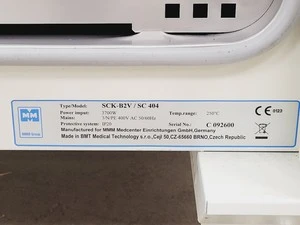 Type/Model: SCK-B2V / SC 404
Power input: 3700W Temp.range: 250°C
Mains: 3/N/PE 400V AC 50/60Hz
Protective system: IP20 Serial No.: C 092600
Manufactured for MMM Medcenter Einrichtungen GmbH,Germany
Made in BMT Medical Technology s.r.o., Cejl 50,CZ-65660 BRNO,Czech Republic